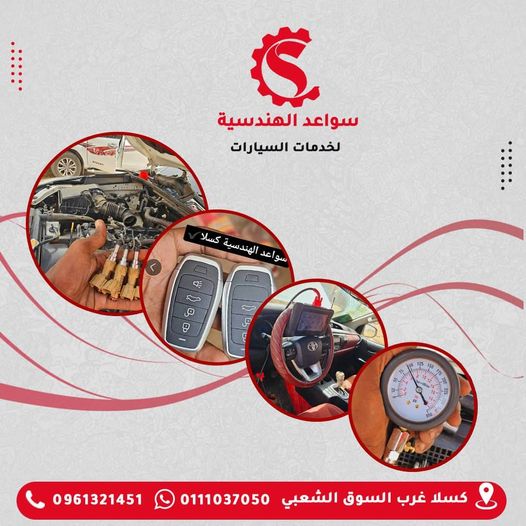 سواعد الهندسية
لخدمات السيارات
سواعد الهندسية كسلا✓
كسلا غرب السوق الشعبي
0111037050
0961321451